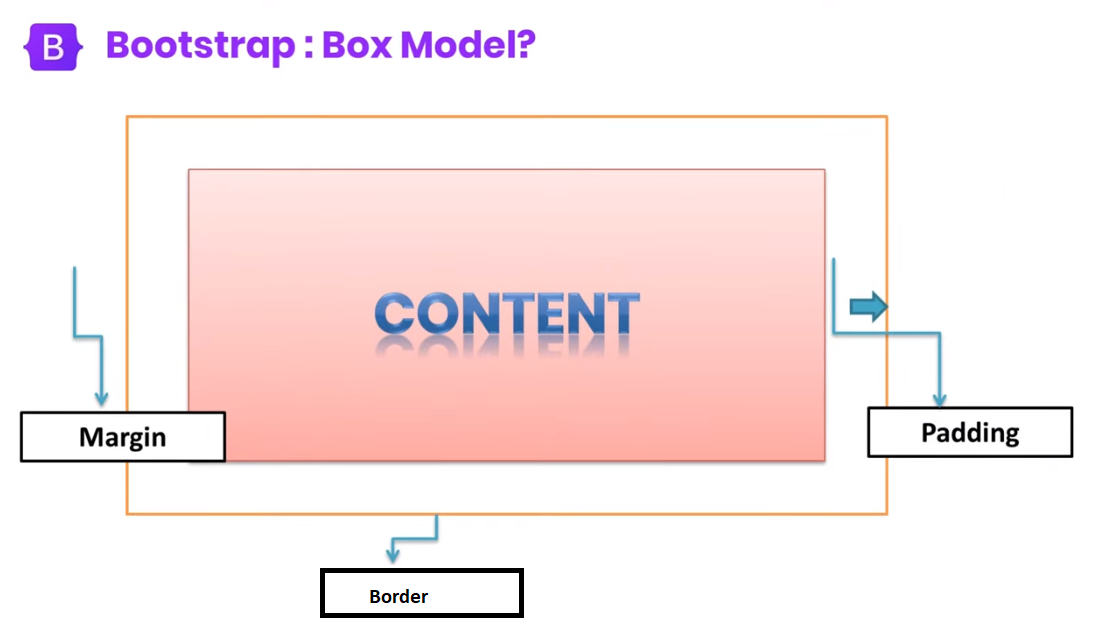 B Bootstrap : Box Model?
CONTENT
Margin
Padding
Border